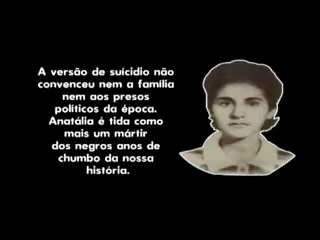 A versão de suícidio não
convenceu nem a família
nem aos presos
políticos da época.
Anatália é tida como
mais um mártir
dos negros anos de
chumbo da nossa
história.